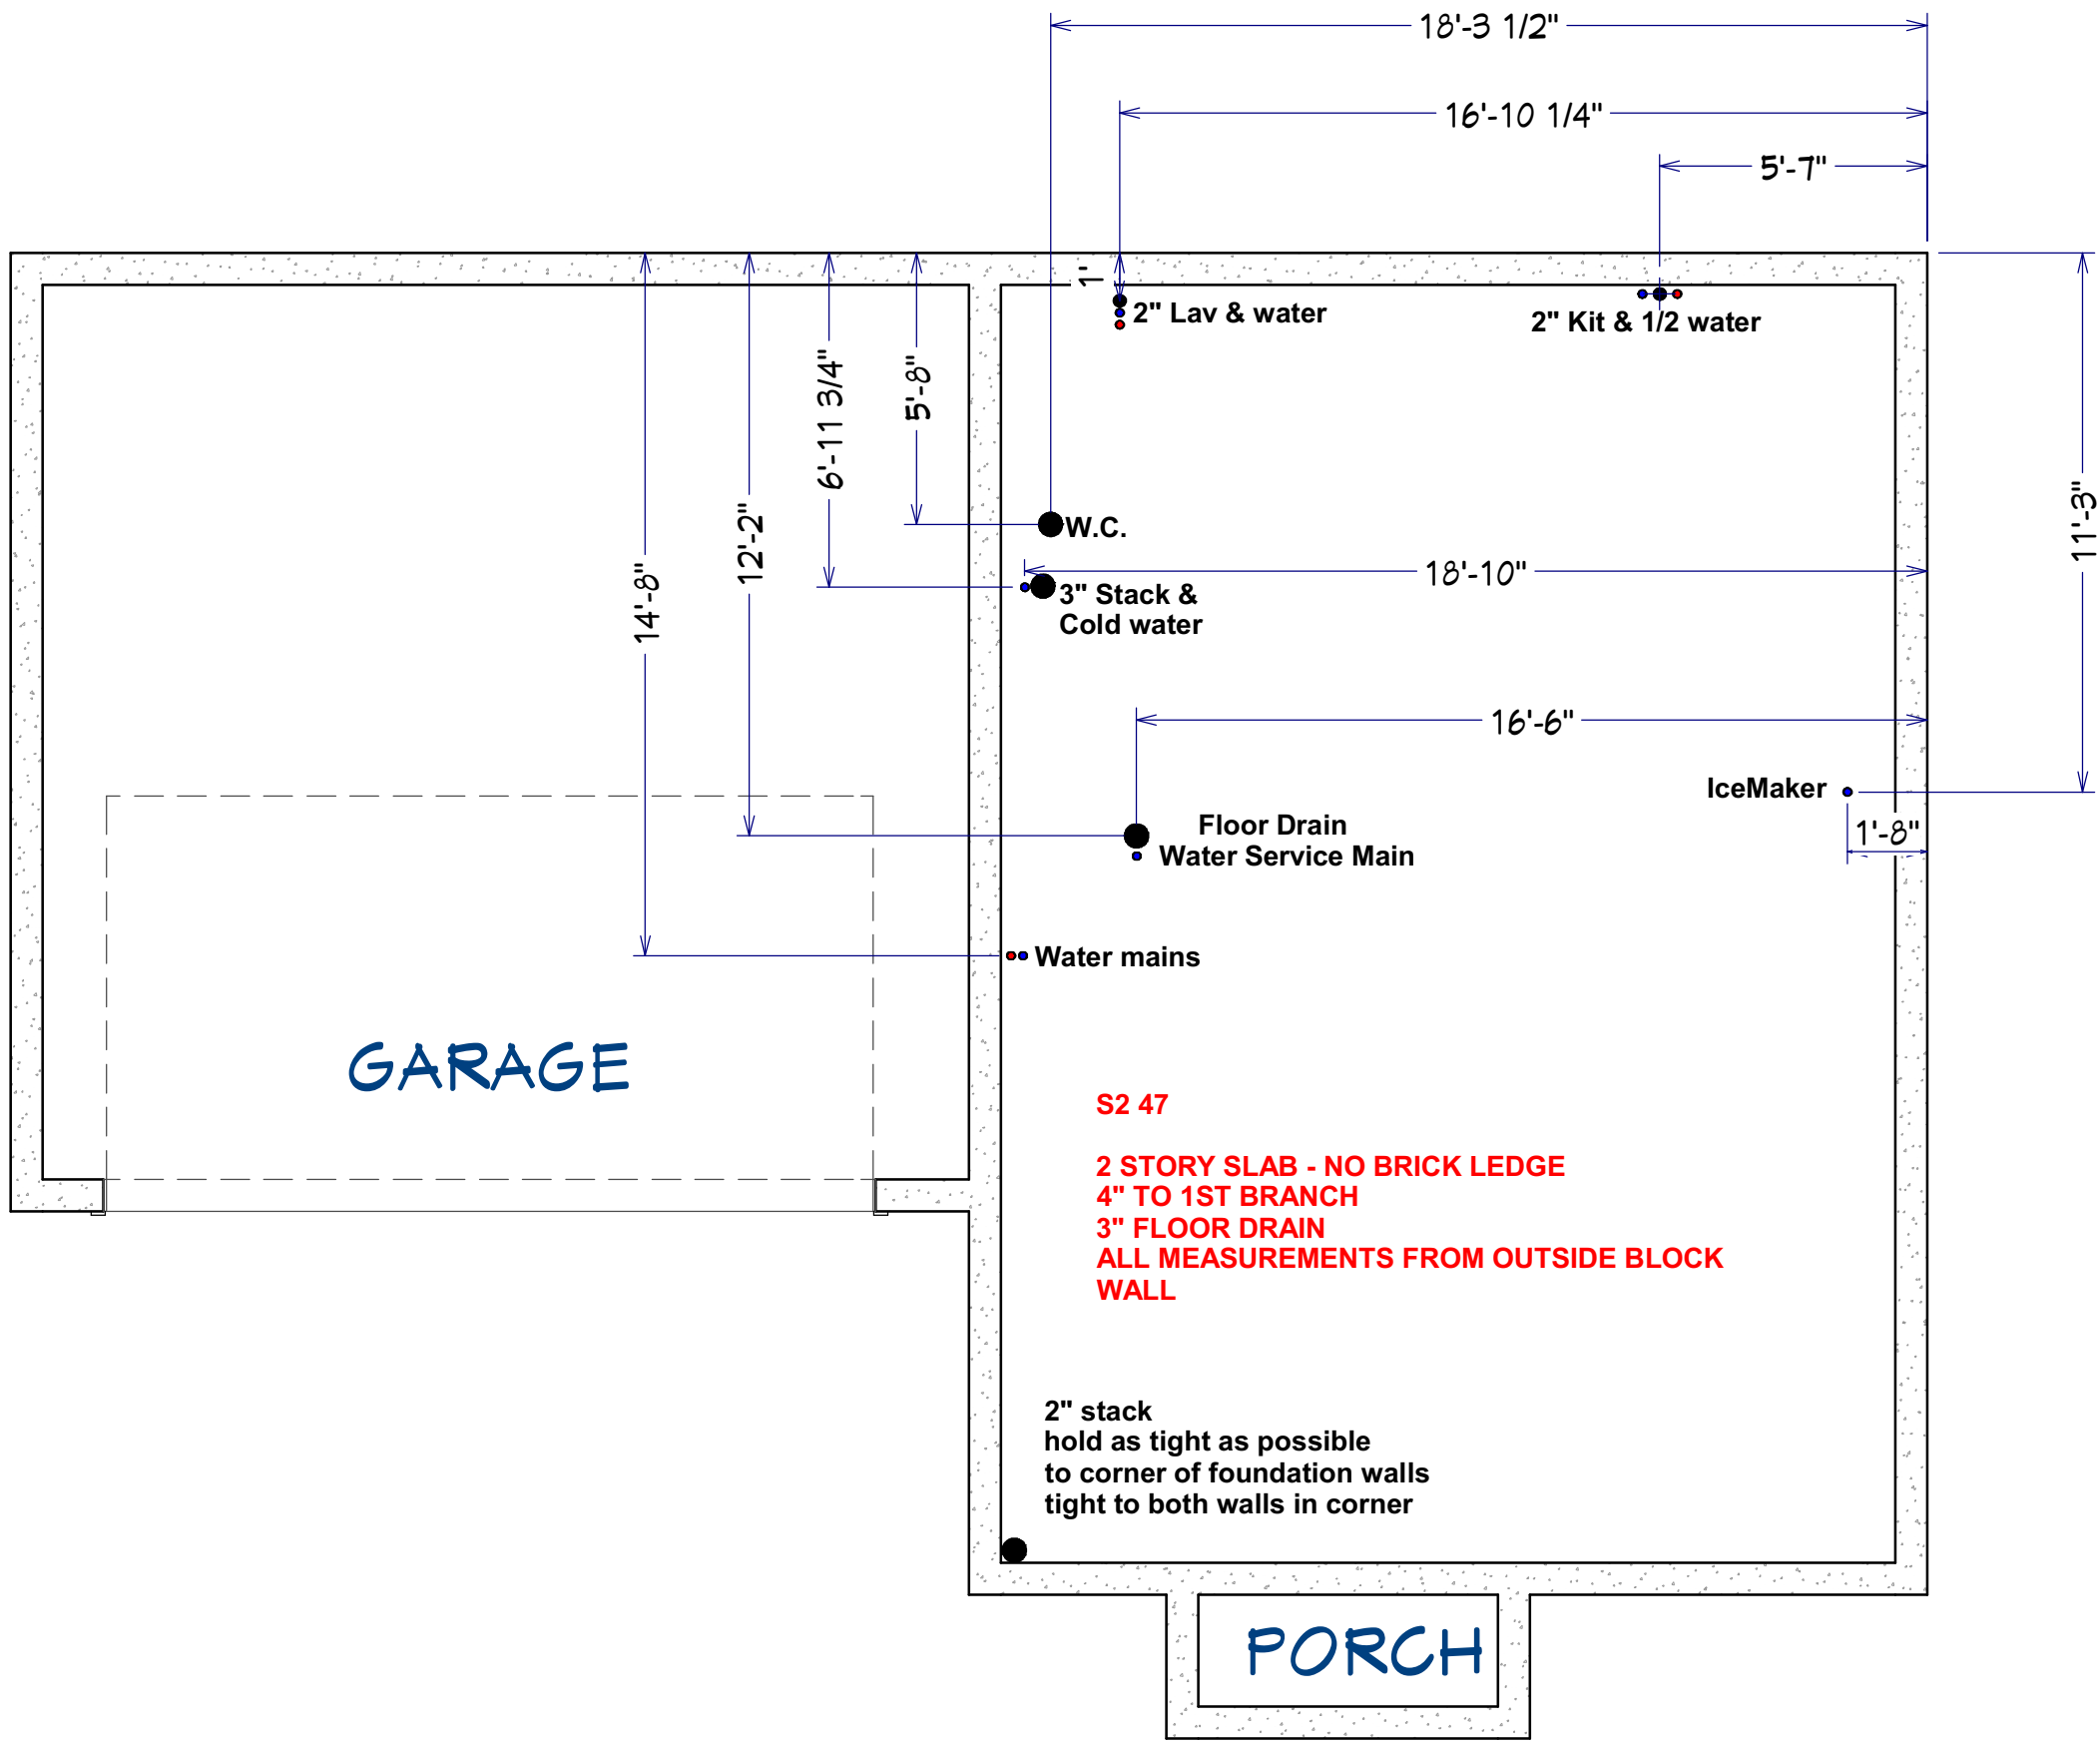 18'-3 1/2"
16'-10 1/4"
5'-7"
1'
2" Lav & water
2" Kit & 1/2 water
5'-8"
6'-11 3/4"
12'-2"
14'-8"
11'-3"
W.C.
18'-10"
3" Stack &
Cold water
16'-6"
IceMaker
1'-8"
Floor Drain
Water Service Main
Water mains
GARAGE
S2 47
2 STORY SLAB - NO BRICK LEDGE
4" TO 1ST BRANCH
3" FLOOR DRAIN
ALL MEASUREMENTS FROM OUTSIDE BLOCK
WALL
2" stack
hold as tight as possible
to corner of foundation walls
tight to both walls in corner
PORCH